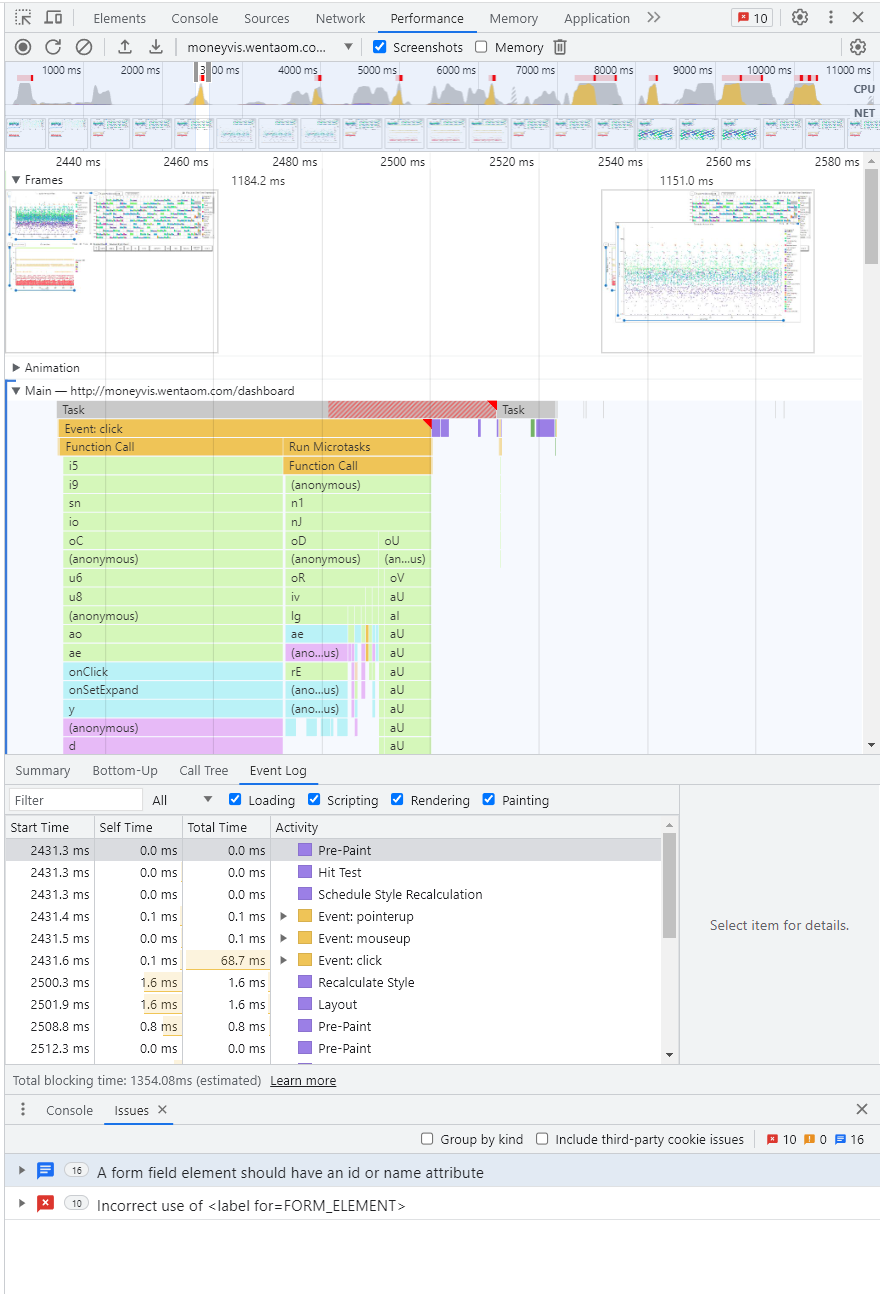 Elements Console Sources Network Performance Memory Application 10
moneyvis.wentaom.co... Screenshots Memory
1000 ms 2000 ms 3000 ms 4000 ms 5000 ms 6000 ms 7000 ms 8000 ms 9000 ms 10000 ms 11000 ms
CPU
NET
2440 ms 2460 ms 2480 ms 2500 ms 2520 ms 2540 ms 2560 ms 2580 ms
Frames 1184.2 ms 1151.0 ms
Animation
Main — http://moneyvis.wentaom.com/dashboard
Task Task
Event: click
Function Call Run Microtasks
i5 Function Call
i9 (anonymous)
sn n1
io nJ
oC oD oU
(anonymous) (anonymous) (an...us)
u6 oR oV
u8 iv aU
(anonymous) lg al
ao ae aU
ae (ano...us) aU
onClick rE aU
onSetExpand (ano...us) aU
y (ano...us) aU
(anonymous) aU
d aU
Summary Bottom-Up Call Tree Event Log
Filter All Loading Scripting Rendering Painting
Start Time Self Time Total Time Activity
2431.3 ms 0.0 ms 0.0 ms Pre-Paint
2431.3 ms 0.0 ms 0.0 ms Hit Test
2431.3 ms 0.0 ms 0.0 ms Schedule Style Recalculation
2431.4 ms 0.1 ms 0.1 ms Event: pointerup
2431.5 ms 0.0 ms 0.1 ms Event: mouseup
2431.6 ms 0.1 ms 68.7 ms Event: click
2500.3 ms 1.6 ms 1.6 ms Recalculate Style
2501.9 ms 1.6 ms 1.6 ms Layout
2508.8 ms 0.8 ms 0.8 ms Pre-Paint
2512.3 ms 0.0 ms 0.0 ms Pre-Paint
Select item for details.
Total blocking time: 1354.08ms (estimated) Learn more
Console Issues
Group by kind Include third-party cookie issues 10 0 16
16 A form field element should have an id or name attribute
10 Incorrect use of <label for=FORM_ELEMENT>